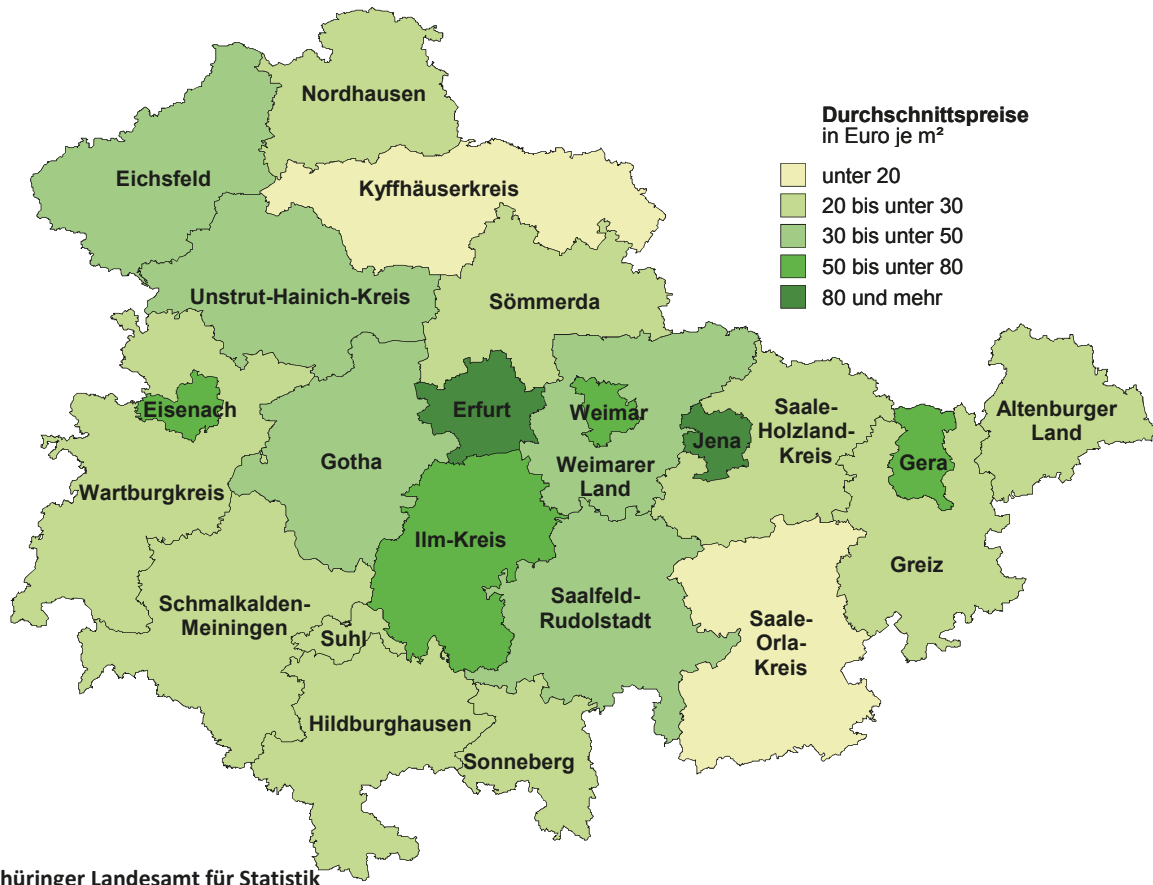 Nordhausen
Durchschnittspreise
in Euro je m²
Eichsfeld
Kyffhäuserkreis
unter 20
20 bis unter 30
30 bis unter 50
50 bis unter 80
80 und mehr
Unstrut-Hainich-Kreis
Sömmerda
Eisenach
Erfurt
Weimar
Jena
Saale-
Holzland-
Kreis
Altenburger
Land
Gotha
Weimarer
Land
Gera
Wartburgkreis
Ilm-Kreis
Greiz
Schmalkalden-
Meiningen
Suhl
Saalfeld-
Rudolstadt
Saale-
Orla-
Kreis
Hildburghausen
Sonneberg
hüringer Landesamt für Statistik